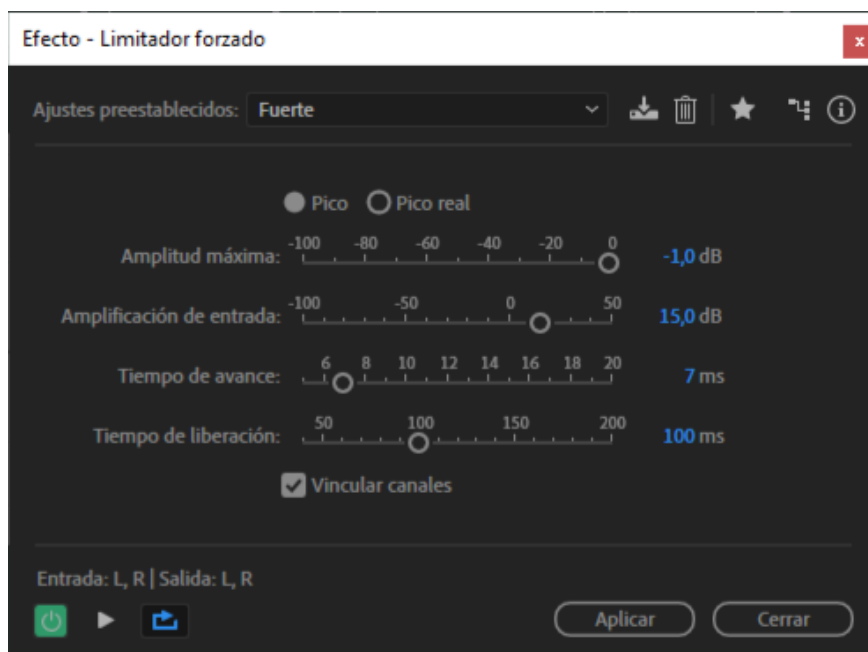 Efecto - Limitador forzado
x
Ajustes preestablecidos: Fuerte
Pico Pico real
-100 -80 -60 -40 -20 0
Amplitud máxima: -1,0 dB
-100 -50 0 50
Amplificación de entrada: 15,0 dB
6 8 10 12 14 16 18 20
Tiempo de avance: 7 ms
50 100 150 200
Tiempo de liberación: 100 ms
Vincular canales
Entrada: L, R | Salida: L, R
Aplicar Cerrar